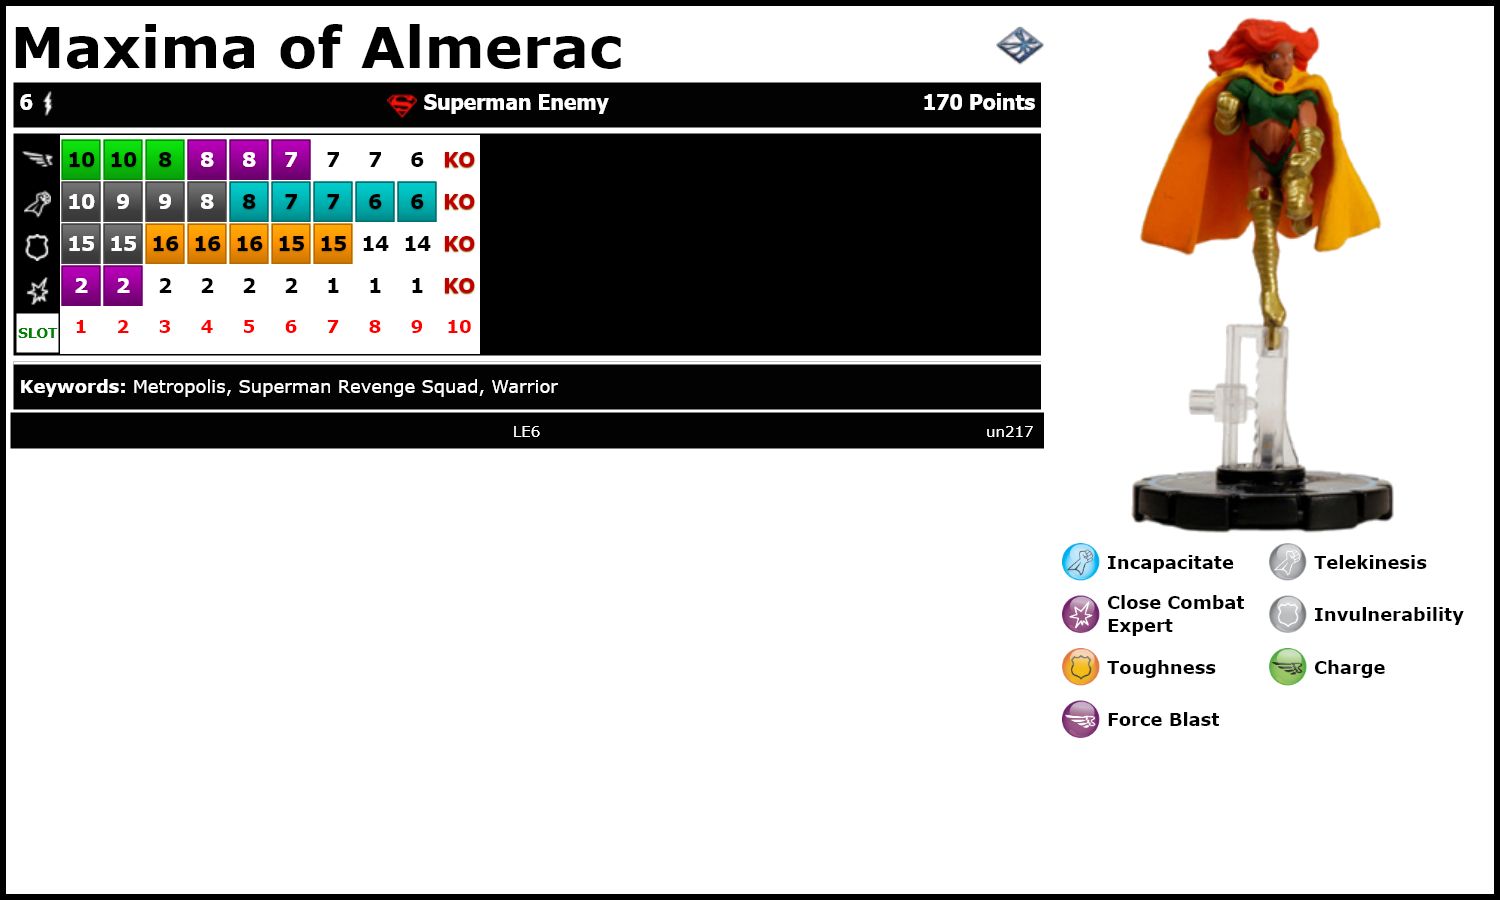 Maxima of Almerac
6 Superman Enemy 170 Points
10 10 8 8 8 7 7 7 6 KO
10 9 9 8 8 7 7 6 6 KO
15 15 16 16 16 15 15 14 14 KO
2 2 2 2 2 2 1 1 1 KO
SLOT 1 2 3 4 5 6 7 8 9 10
Keywords: Metropolis, Superman Revenge Squad, Warrior
LE6 un217
Incapacitate Telekinesis
Close Combat
Expert
Invulnerability
Toughness Charge
Force Blast